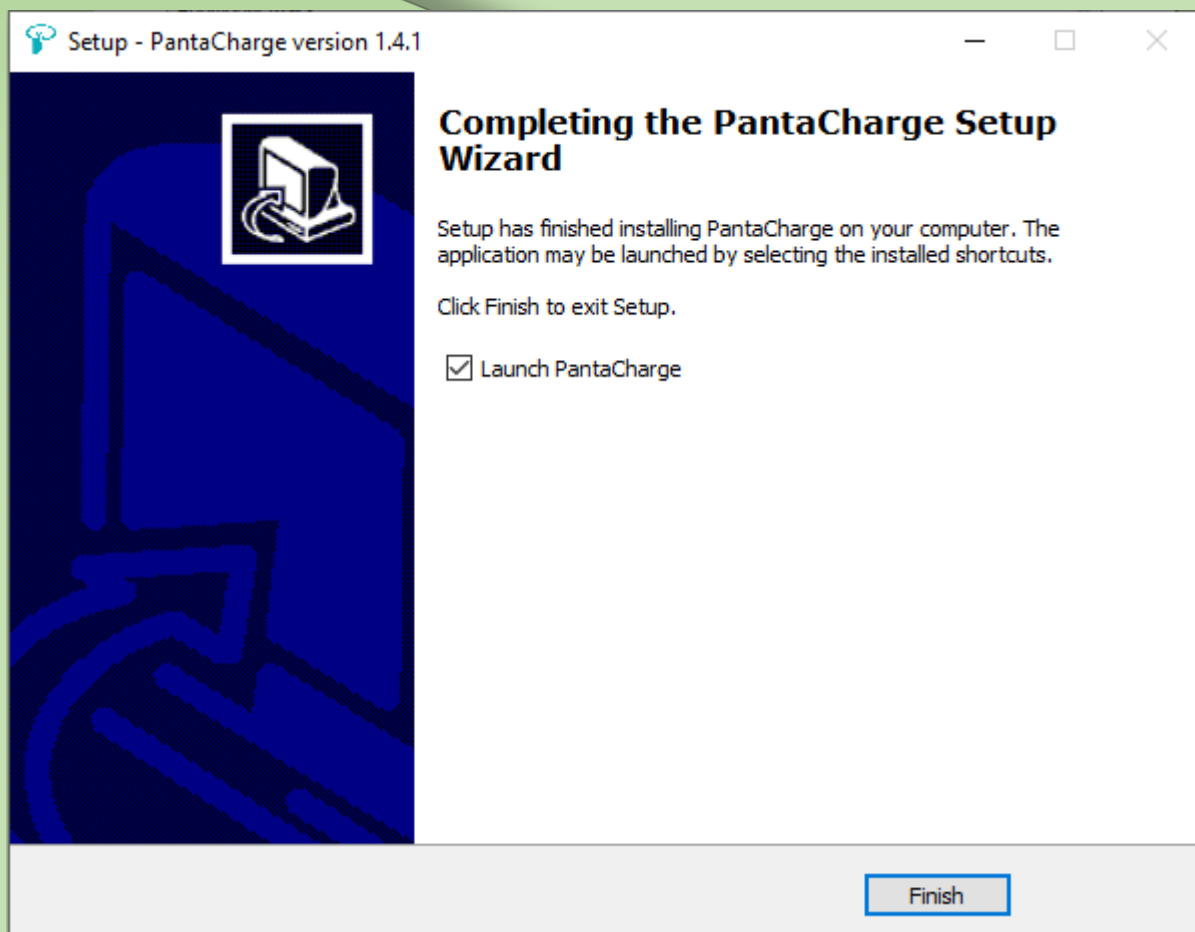 Setup - PantaCharge version 1.4.1
Completing the PantaCharge Setup
Wizard
Setup has finished installing PantaCharge on your computer. The
application may be launched by selecting the installed shortcuts.
Click Finish to exit Setup.
Launch PantaCharge
Finish